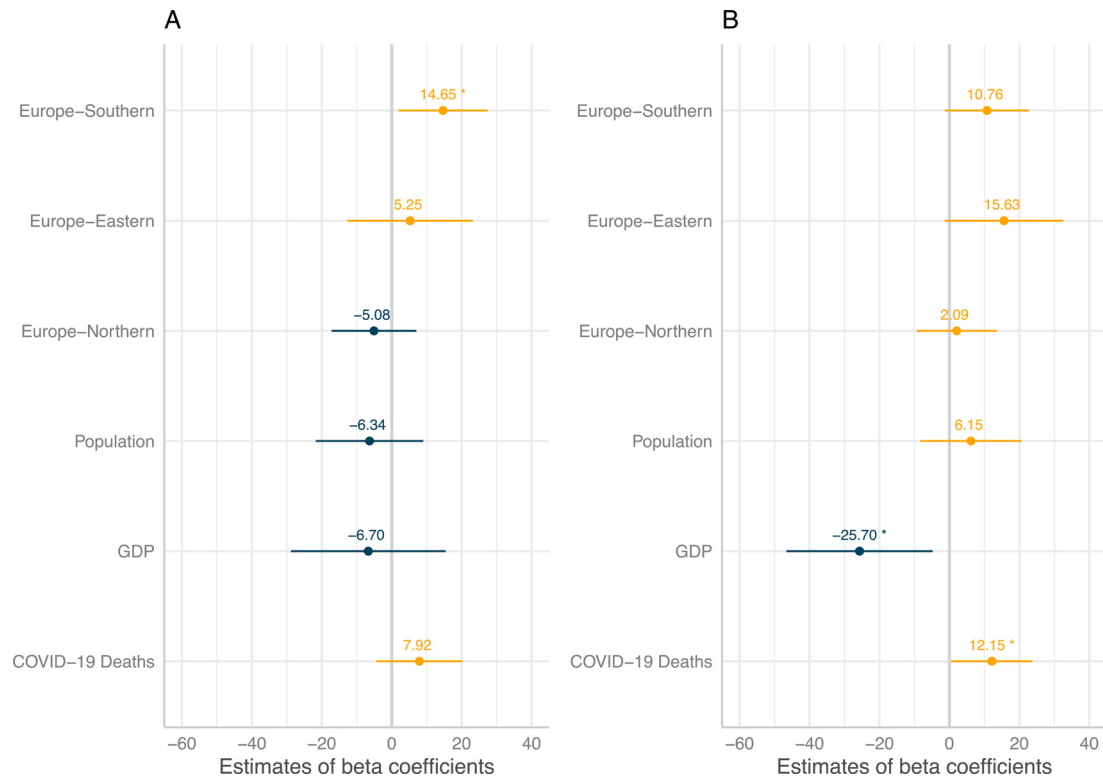 A
Europe−Southern
14.65 *
Europe−Eastern
5.25
Europe−Northern
−5.08
Population
−6.34
GDP
−6.70
COVID−19 Deaths
7.92
−60 −40 −20 0 20 40
Estimates of beta coefficients
B
Europe−Southern
10.76
Europe−Eastern
15.63
Europe−Northern
2.09
Population
6.15
GDP
−25.70 *
COVID−19 Deaths
12.15 *
−60 −40 −20 0 20 40
Estimates of beta coefficients